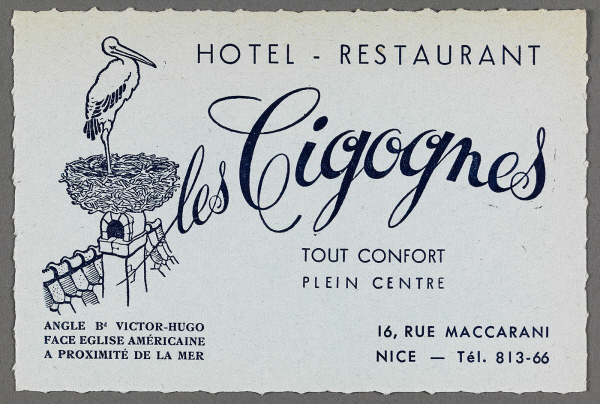 HOTEL - RESTAURANT
les Cigognes
TOUT CONFORT
PLEIN CENTRE
ANGLE Bd VICTOR-HUGO
FACE EGLISE AMÉRICAINE
A PROXIMITÉ DE LA MER
16, RUE MACCARANI
NICE — Tél. 813-66